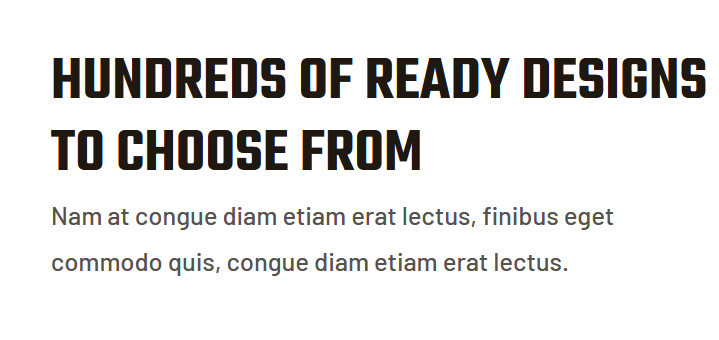 HUNDREDS OF READY DESIGNS
TO CHOOSE FROM
Nam at congue diam etiam erat lectus, finibus eget
commodo quis, congue diam etiam erat lectus.